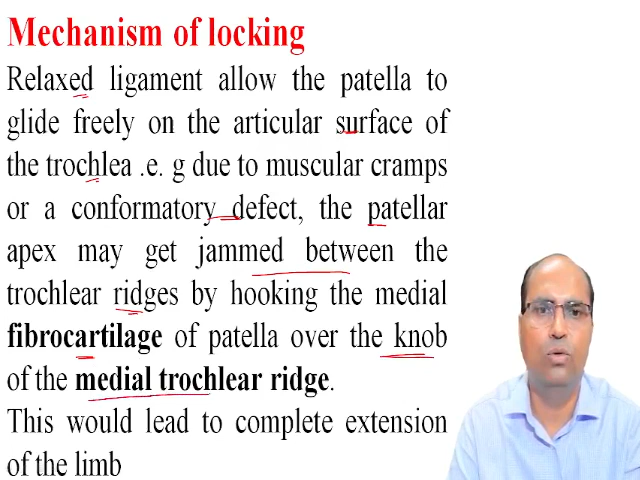 Mechanism of locking
Relaxed ligament allow the patella to
glide freely on the articular surface of
the trochlea .e. g due to muscular cramps
or a conformatory defect, the patellar
apex may get jammed between the
trochlear ridges by hooking the medial
fibrocartilage of patella over the knob
of the medial trochlear ridge.
This would lead to complete extension
of the limb